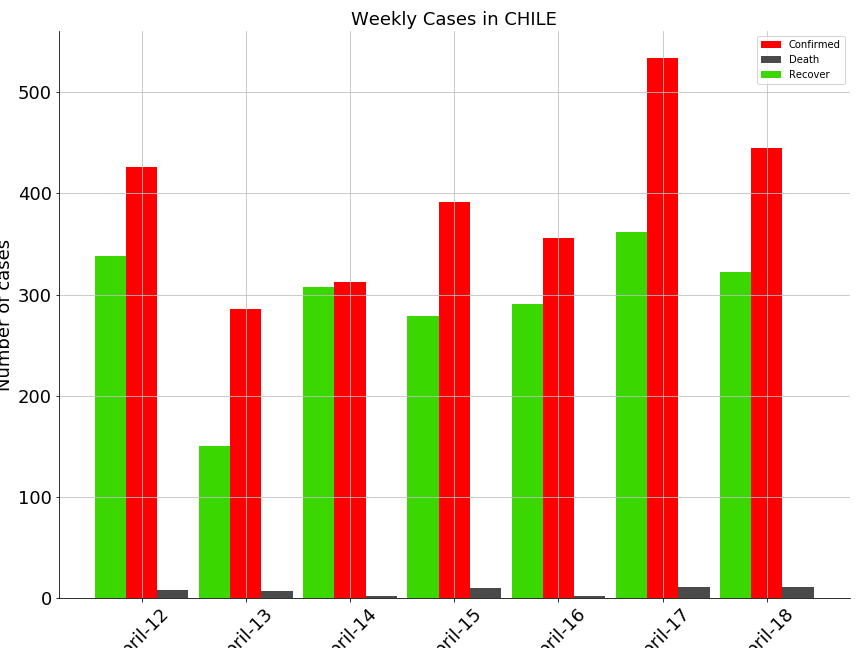 Weekly Cases in CHILE
Confirmed
Death
Recover
Number of cases
500
400
300
200
100
0
pril-12
pril-13
pril-14
pril-15
pril-16
pril-17
pril-18